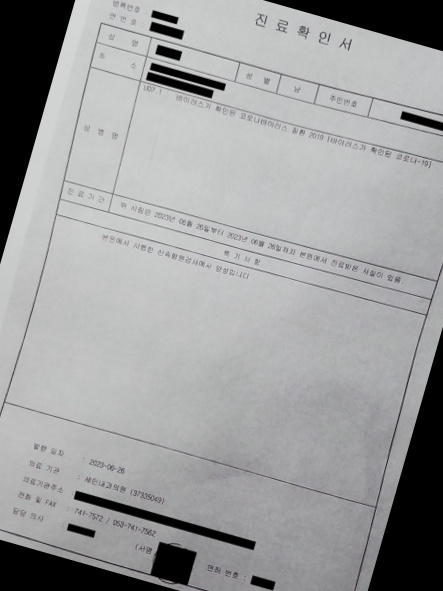 진료확인서
병록번호
연 번 호
성 명
성 별 남 주민번호
주 소
상 병 명 U07.1 바이러스가 확인된 코로나바이러스 질환 2019 [바이러스가 확인된 코로나-19]
진료기간 위 사람은 2023년 06월 26일부터 2023년 06월 26일까지 본원에서 진료받은 사실이 있음
특 기 사 항
본원에서 시행한 신속항원검사에서 양성입니다
발행 일자 : 2023-06-26
의료 기관 : 세민내과의원 (37335049)
의료기관주소 :
전화 및 FAX : 741-7572 / 053-741-7562
담당 의사 :
(서명
면허 번호 :